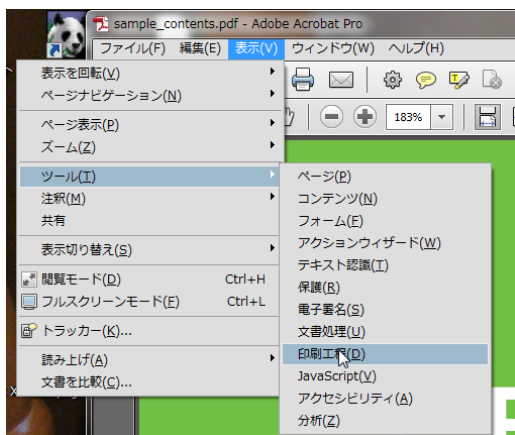 sample_contents.pdf - Adobe Acrobat Pro
ファイル(F) 編集(E) 表示(V) ウィンドウ(W) ヘルプ(H)
183%
表示を回転(V)
ページナビゲーション(N)
ページ表示(P)
ズーム(Z)
ツール(T)
注釈(M)
共有
表示切り替え(S)
閲覧モード(D) Ctrl+H
フルスクリーンモード(F) Ctrl+L
トラッカー(K)...
読み上げ(A)
文書を比較(C)...
ページ(P)
コンテンツ(N)
フォーム(F)
アクションウィザード(W)
テキスト認識(T)
保護(R)
電子署名(S)
文書処理(U)
印刷工程(D)
JavaScript(V)
アクセシビリティ(A)
分析(Z)